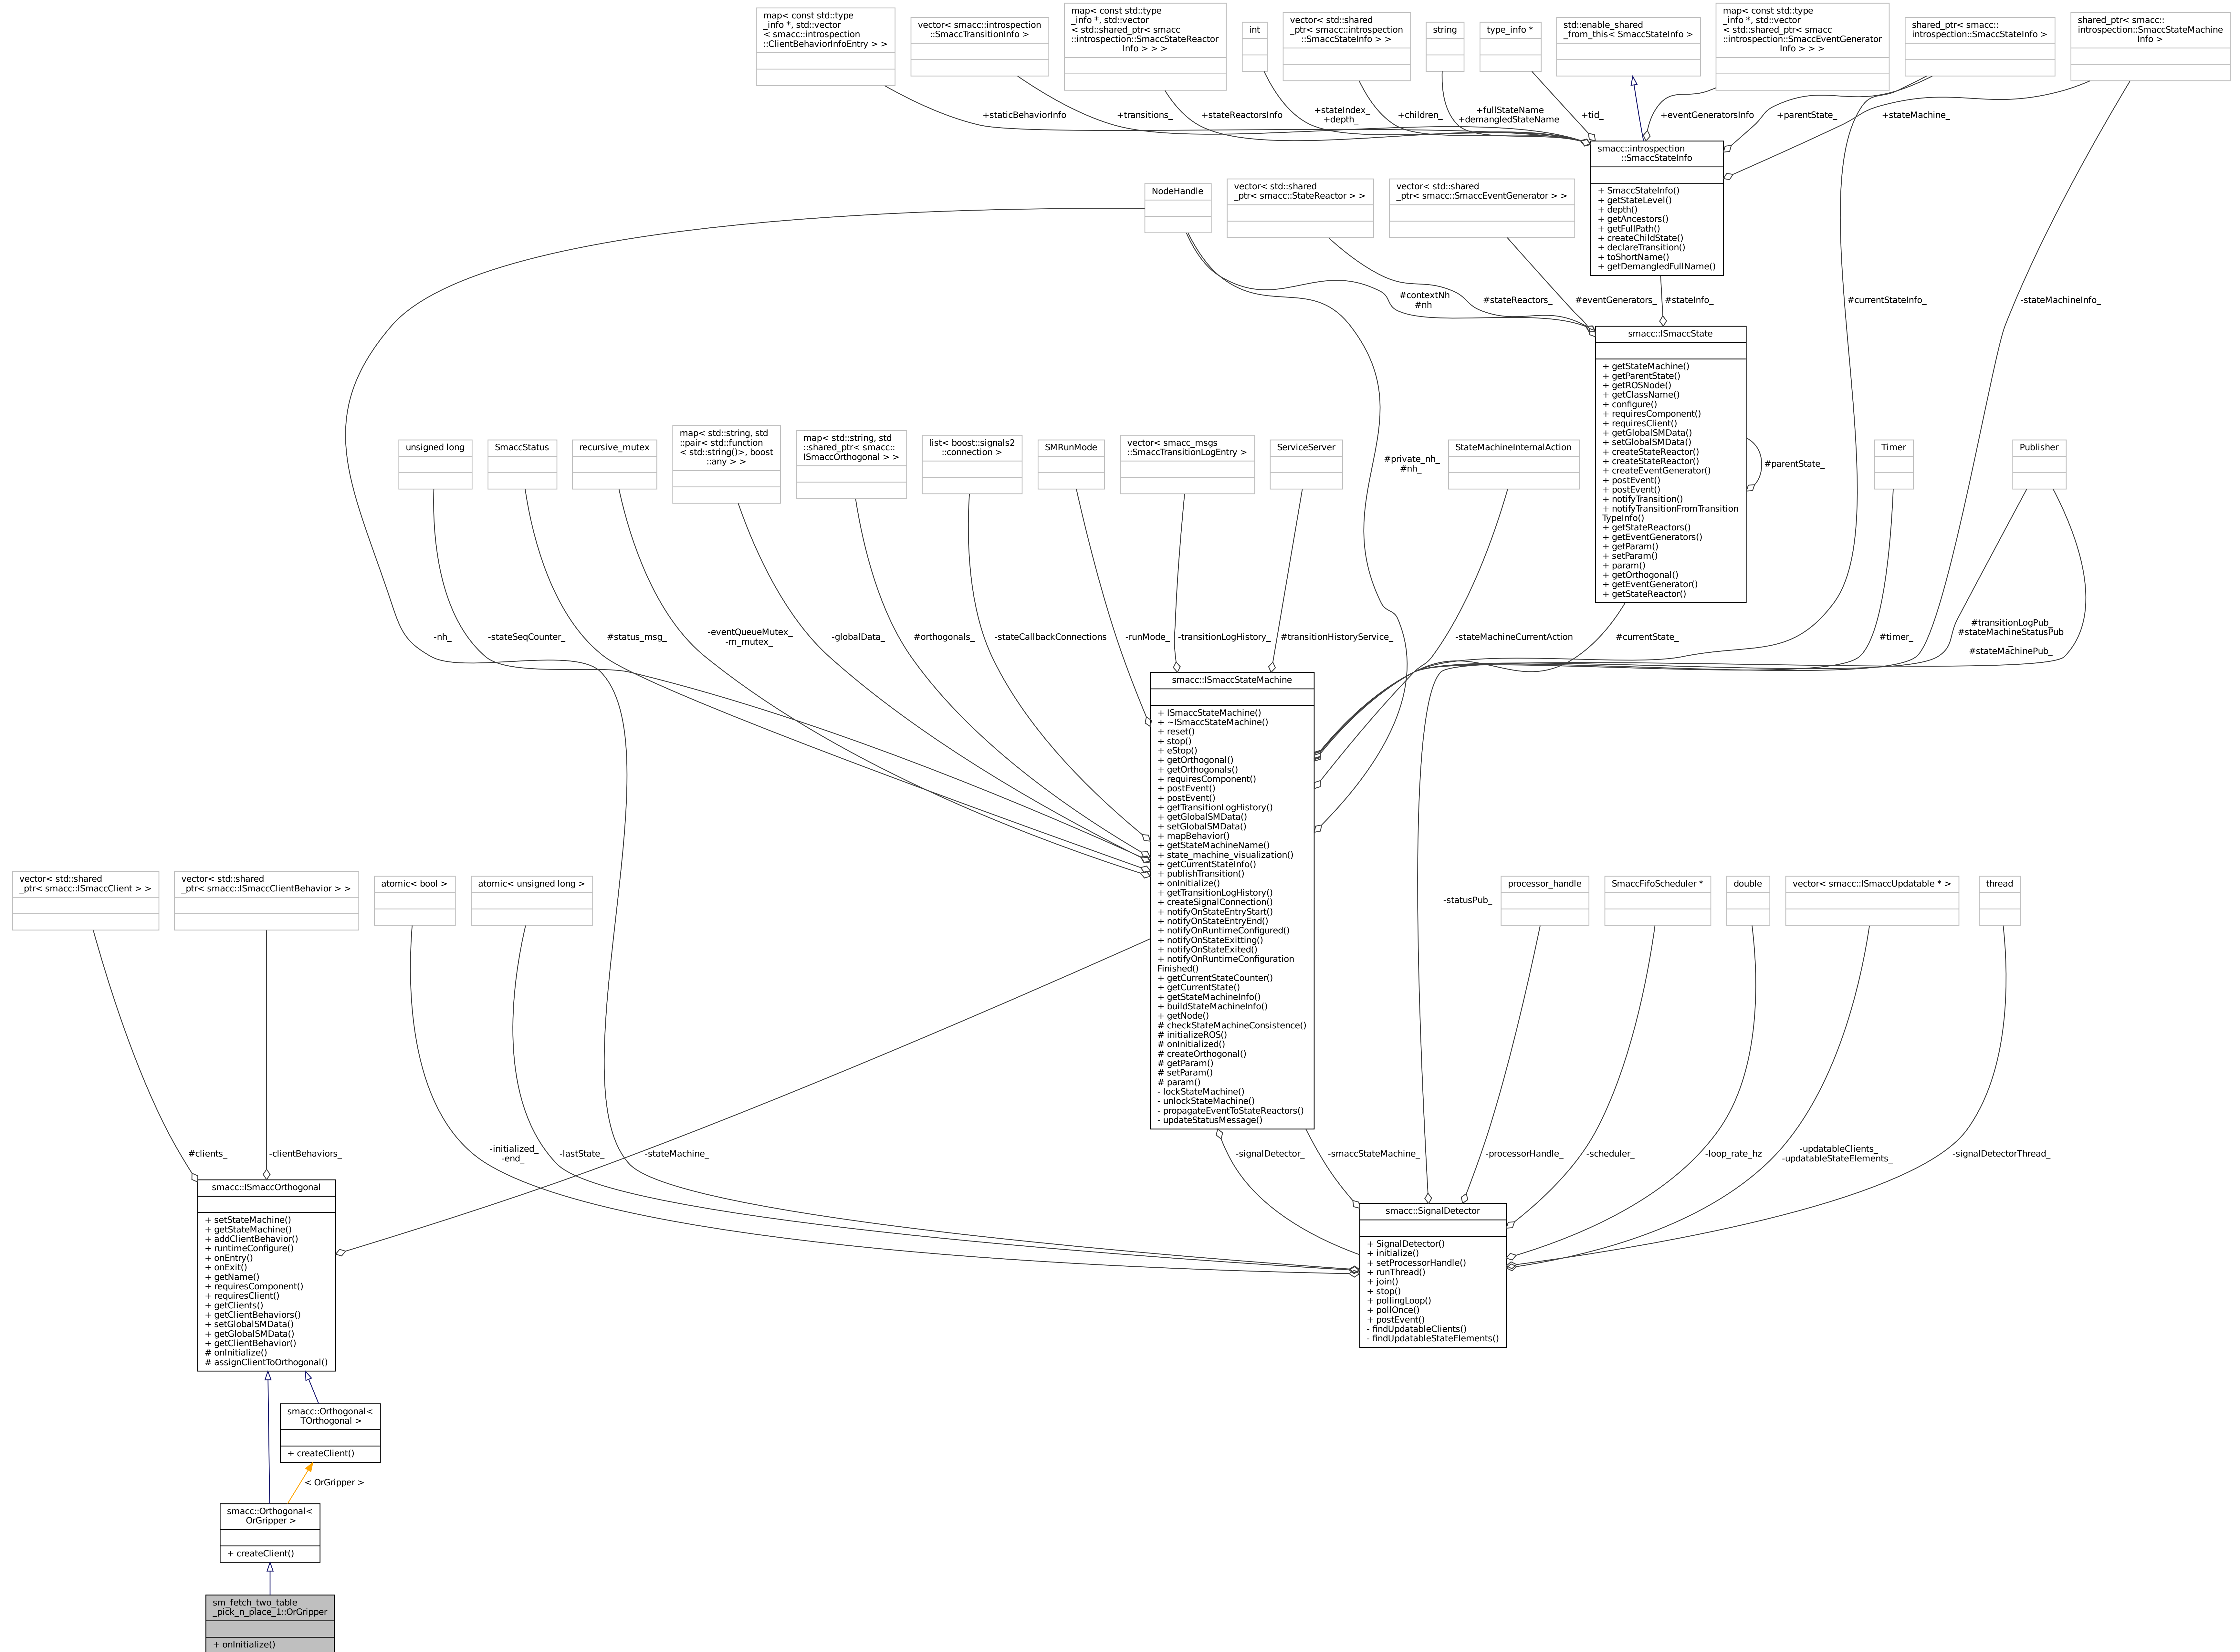 map< const std::type
_info *, std::vector
< smacc::introspection
::ClientBehaviorInfoEntry > >
vector< smacc::introspection
::SmaccTransitionInfo >
map< const std::type
_info *, std::vector
< std::shared_ptr< smacc
::introspection::SmaccStateReactor
Info > > >
int
vector< std::shared
_ptr< smacc::introspection
::SmaccStateInfo > >
string
type_info *
std::enable_shared
_from_this< SmaccStateInfo >
map< const std::type
_info *, std::vector
< std::shared_ptr< smacc
::introspection::SmaccEventGenerator
Info > > >
shared_ptr< smacc::
introspection::SmaccStateInfo >
shared_ptr< smacc::
introspection::SmaccStateMachine
Info >
+staticBehaviorInfo
+transitions_
+stateReactorsInfo
+stateIndex_
+depth_
+children_
+fullStateName
+demangledStateName
+tid_
+eventGeneratorsInfo
+parentState_
+stateMachine_
smacc::introspection
::SmaccStateInfo
+ SmaccStateInfo()
+ getStateLevel()
+ depth()
+ getAncestors()
+ getFullPath()
+ createChildState()
+ declareTransition()
+ toShortName()
+ getDemangledFullName()
NodeHandle
vector< std::shared
_ptr< smacc::StateReactor > >
vector< std::shared
_ptr< smacc::SmaccEventGenerator > >
#contextNh
#nh
#stateReactors_
#eventGenerators_
#stateInfo_
#currentStateInfo_
-stateMachineInfo_
smacc::ISmaccState
+ getStateMachine()
+ getParentState()
+ getROSNode()
+ getClassName()
+ configure()
+ requiresComponent()
+ requiresClient()
+ getGlobalSMData()
+ setGlobalSMData()
+ createStateReactor()
+ createStateReactor()
+ createEventGenerator()
+ postEvent()
+ postEvent()
+ notifyTransition()
+ notifyTransitionFromTransition
TypeInfo()
+ getStateReactors()
+ getEventGenerators()
+ getParam()
+ setParam()
+ param()
+ getOrthogonal()
+ getEventGenerator()
+ getStateReactor()
#parentState_
unsigned long
SmaccStatus
recursive_mutex
map< std::string, std
::pair< std::function
< std::string()>, boost
::any > >
map< std::string, std
::shared_ptr< smacc::
ISmaccOrthogonal > >
list< boost::signals2
::connection >
SMRunMode
vector< smacc_msgs
::SmaccTransitionLogEntry >
ServiceServer
#private_nh_
#nh_
StateMachineInternalAction
Timer
Publisher
-nh_
-stateSeqCounter_
#status_msg_
-eventQueueMutex_
-m_mutex_
-globalData_
#orthogonals_
-stateCallbackConnections
-runMode_
-transitionLogHistory_
#transitionHistoryService_
-stateMachineCurrentAction
#currentState_
#timer_
#transitionLogPub_
#stateMachineStatusPub
_
#stateMachinePub_
smacc::ISmaccStateMachine
+ ISmaccStateMachine()
+ ~ISmaccStateMachine()
+ reset()
+ stop()
+ eStop()
+ getOrthogonal()
+ getOrthogonals()
+ requiresComponent()
+ postEvent()
+ postEvent()
+ getTransitionLogHistory()
+ getGlobalSMData()
+ setGlobalSMData()
+ mapBehavior()
+ getStateMachineName()
+ state_machine_visualization()
+ getCurrentStateInfo()
+ publishTransition()
+ onInitialize()
+ getTransitionLogHistory()
+ createSignalConnection()
+ notifyOnStateEntryStart()
+ notifyOnStateEntryEnd()
+ notifyOnRuntimeConfigured()
+ notifyOnStateExitting()
+ notifyOnStateExited()
+ notifyOnRuntimeConfiguration
Finished()
+ getCurrentStateCounter()
+ getCurrentState()
+ getStateMachineInfo()
+ buildStateMachineInfo()
+ getNode()
# checkStateMachineConsistence()
# initializeROS()
# onInitialized()
# createOrthogonal()
# getParam()
# setParam()
# param()
- lockStateMachine()
- unlockStateMachine()
- propagateEventToStateReactors()
- updateStatusMessage()
vector< std::shared
_ptr< smacc::ISmaccClient > >
vector< std::shared
_ptr< smacc::ISmaccClientBehavior > >
atomic< bool >
atomic< unsigned long >
-statusPub_
processor_handle
SmaccFifoScheduler *
double
vector< smacc::ISmaccUpdatable * >
thread
#clients_
-clientBehaviors_
-initialized_
-end_
-lastState_
-stateMachine_
-signalDetector_
-smaccStateMachine_
-processorHandle_
-scheduler_
-loop_rate_hz
-updatableClients_
-updatableStateElements_
-signalDetectorThread_
smacc::ISmaccOrthogonal
+ setStateMachine()
+ getStateMachine()
+ addClientBehavior()
+ runtimeConfigure()
+ onEntry()
+ onExit()
+ getName()
+ requiresComponent()
+ requiresClient()
+ getClients()
+ getClientBehaviors()
+ setGlobalSMData()
+ getGlobalSMData()
+ getClientBehavior()
# onInitialize()
# assignClientToOrthogonal()
smacc::SignalDetector
+ SignalDetector()
+ initialize()
+ setProcessorHandle()
+ runThread()
+ join()
+ stop()
+ pollingLoop()
+ pollOnce()
+ postEvent()
- findUpdatableClients()
- findUpdatableStateElements()
smacc::Orthogonal<
TOrthogonal >
+ createClient()
< OrGripper >
smacc::Orthogonal<
OrGripper >
+ createClient()
sm_fetch_two_table
_pick_n_place_1::OrGripper
+ onInitialize()